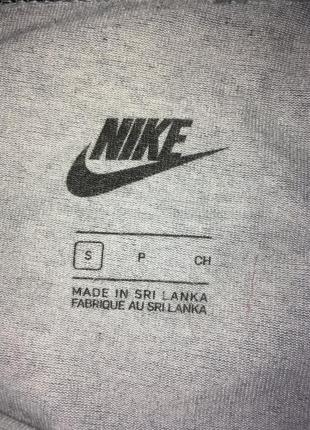 NIKE
S P CH
MADE IN SRI LANKA
FABRIQUE AU SRI LANKA